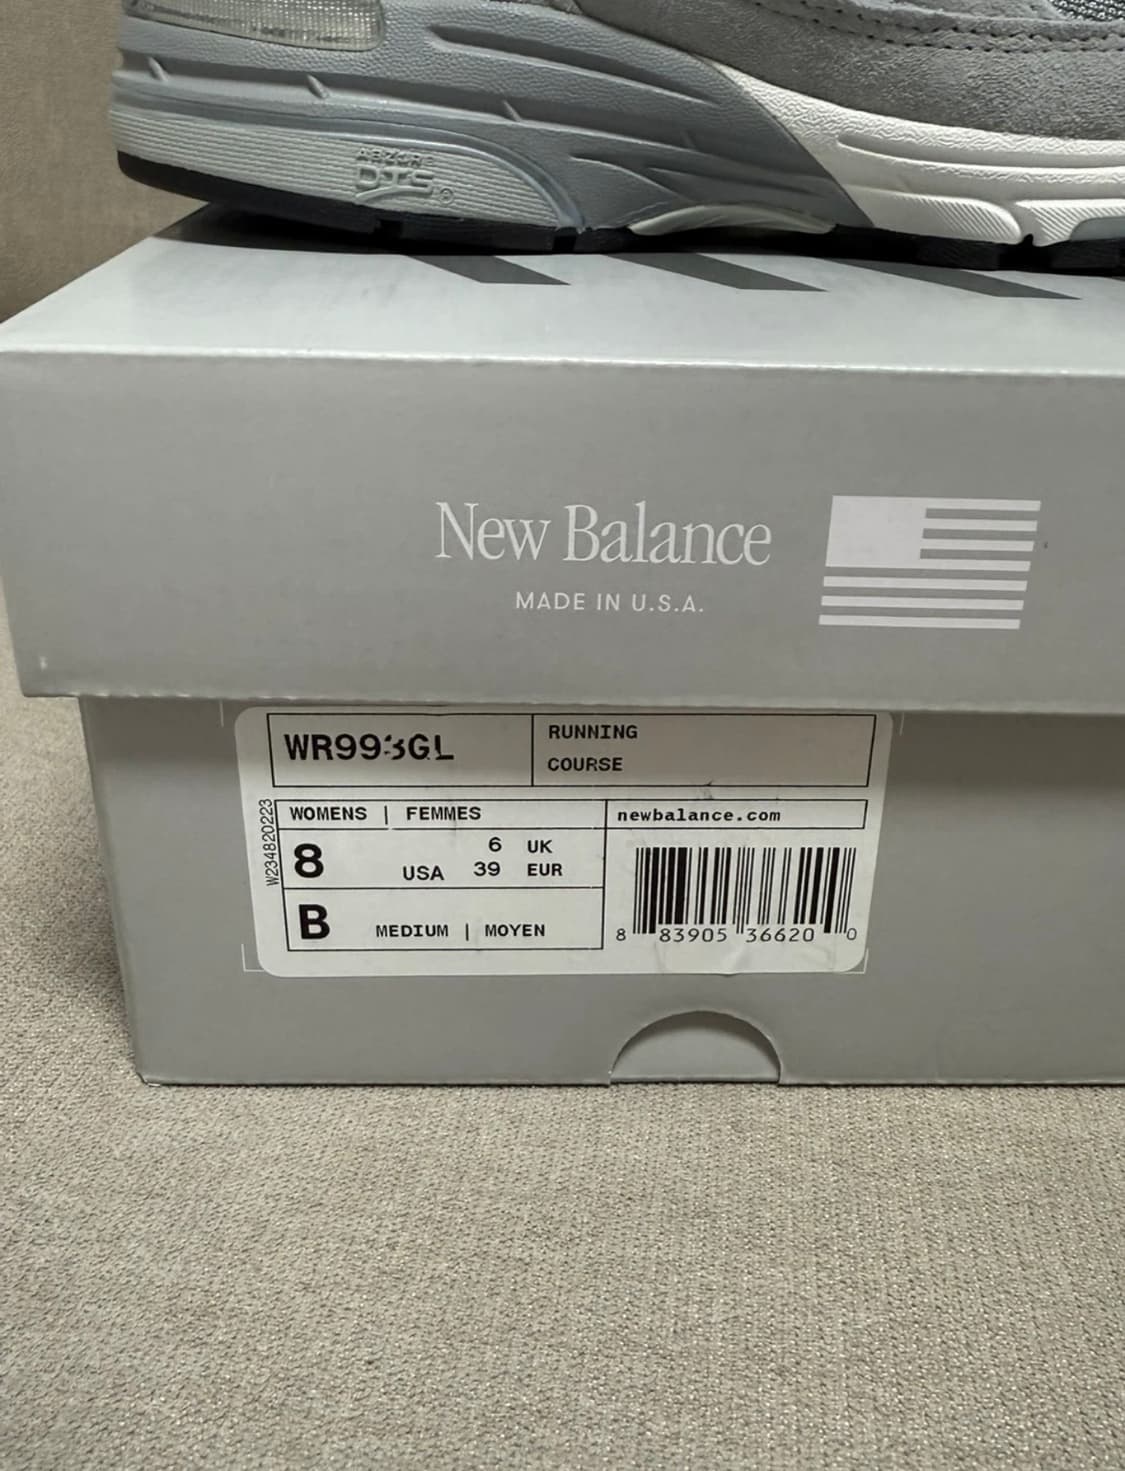 ABZORB
DTS®
New Balance
MADE IN U.S.A.
WR993GL
RUNNING
COURSE
W234820223
WOMENS | FEMMES
newbalance.com
8 USA
6 UK
39 EUR
B MEDIUM | MOYEN
8 83905 36620 0